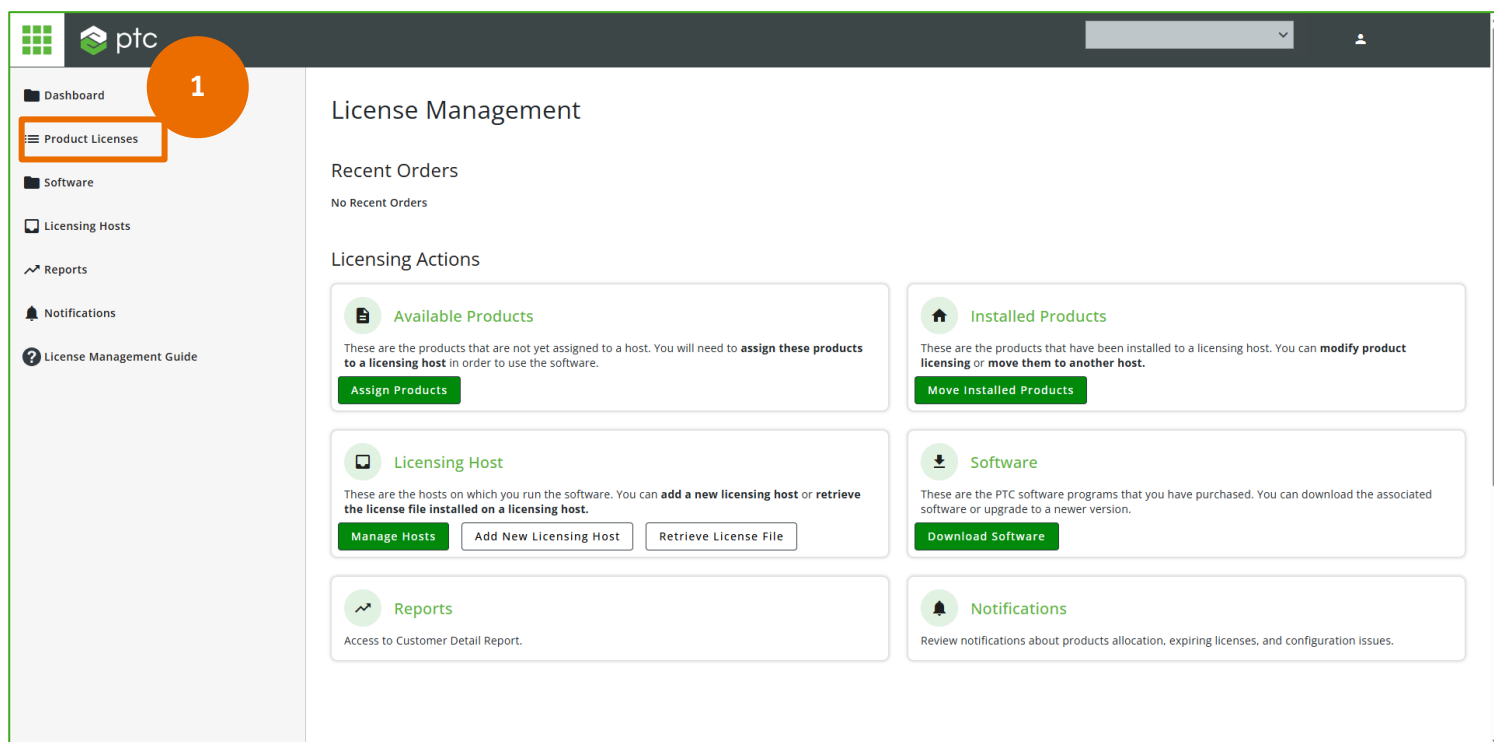 ptc
1
Dashboard
Product Licenses
Software
Licensing Hosts
Reports
Notifications
License Management Guide
License Management
Recent Orders
No Recent Orders
Licensing Actions
Available Products
These are the products that are not yet assigned to a host. You will need to assign these products
to a licensing host in order to use the software.
Assign Products
Installed Products
These are the products that have been installed to a licensing host. You can modify product
licensing or move them to another host.
Move Installed Products
Licensing Host
These are the hosts on which you run the software. You can add a new licensing host or retrieve
the license file installed on a licensing host.
Manage Hosts
Add New Licensing Host
Retrieve License File
Software
These are the PTC software programs that you have purchased. You can download the associated
software or upgrade to a newer version.
Download Software
Reports
Access to Customer Detail Report.
Notifications
Review notifications about products allocation, expiring licenses, and configuration issues.